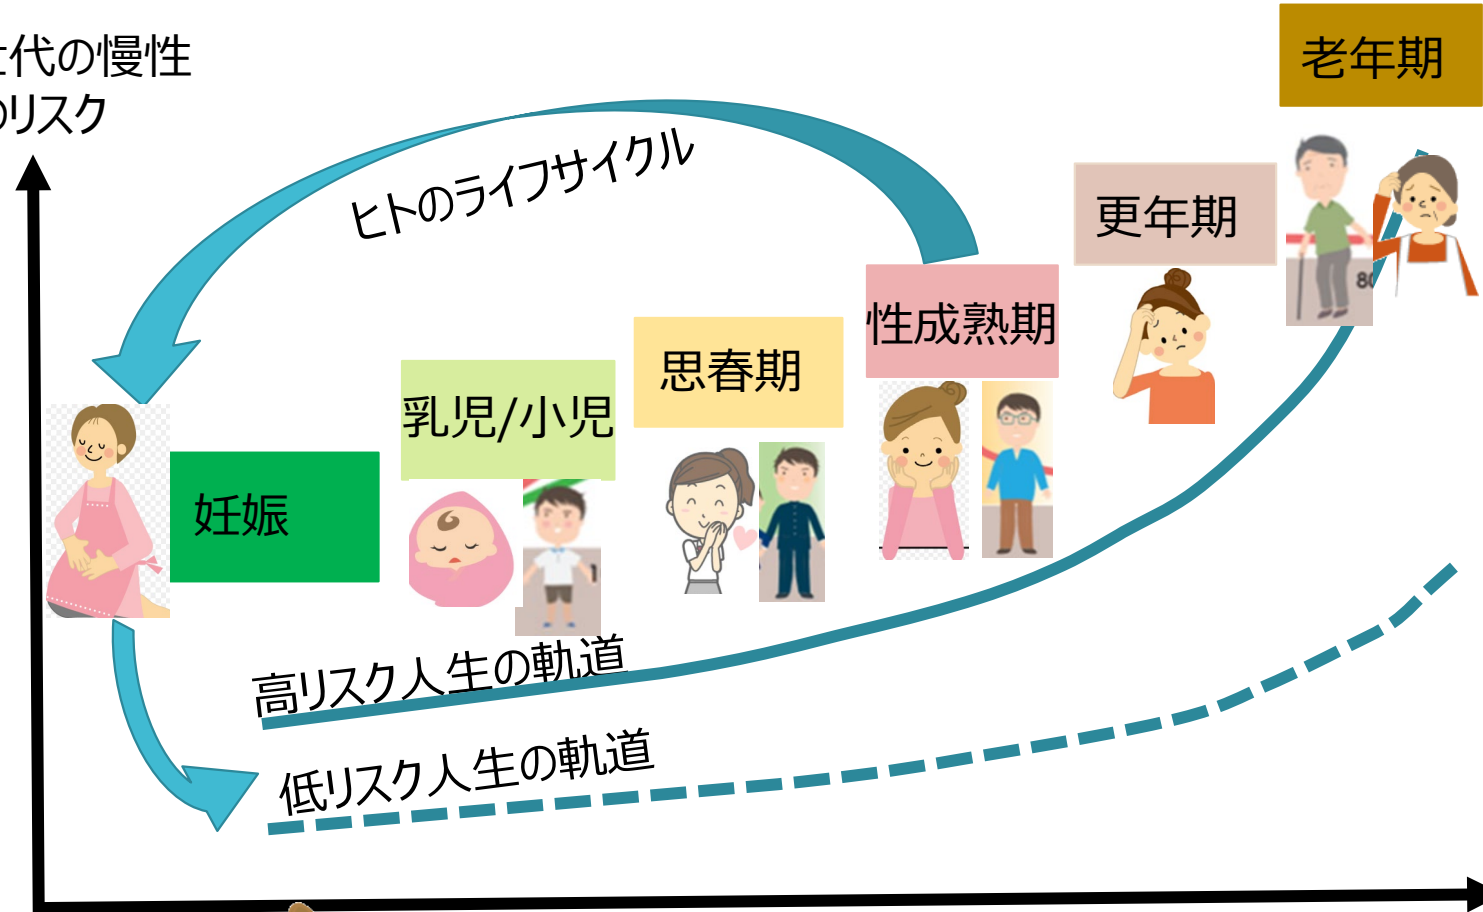 代の慢性
のリスク
ヒトのライフサイクル
老年期
更年期
性成熟期
思春期
乳児/小児
妊娠
80
1
高リスク人生の軌道
低リスク人生の軌道